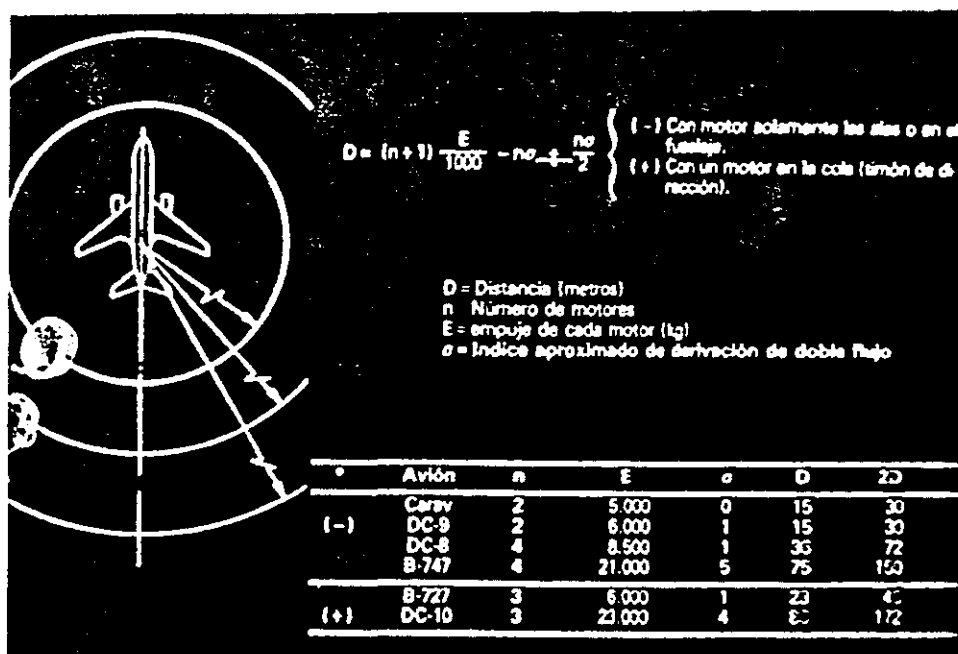 D = (n+1) E/1000 - nσ ± nσ/2
(-) Con motor solamente las alas o en el
fuselaje.
(+) Con un motor en la cola (timón de di-
rección).
D = Distancia (metros)
n Número de motores
E = empuje de cada motor (kg)
σ = Indice aproximado de derivación de doble flujo
* Avión n E σ D 2D
Carav 2 5.000 0 15 30
(-) DC-9 2 6.000 1 15 30
DC-8 4 8.500 1 36 72
B-747 4 21.000 5 75 150
B-727 3 6.000 1 23
(+) DC-10 3 23.000 4 172